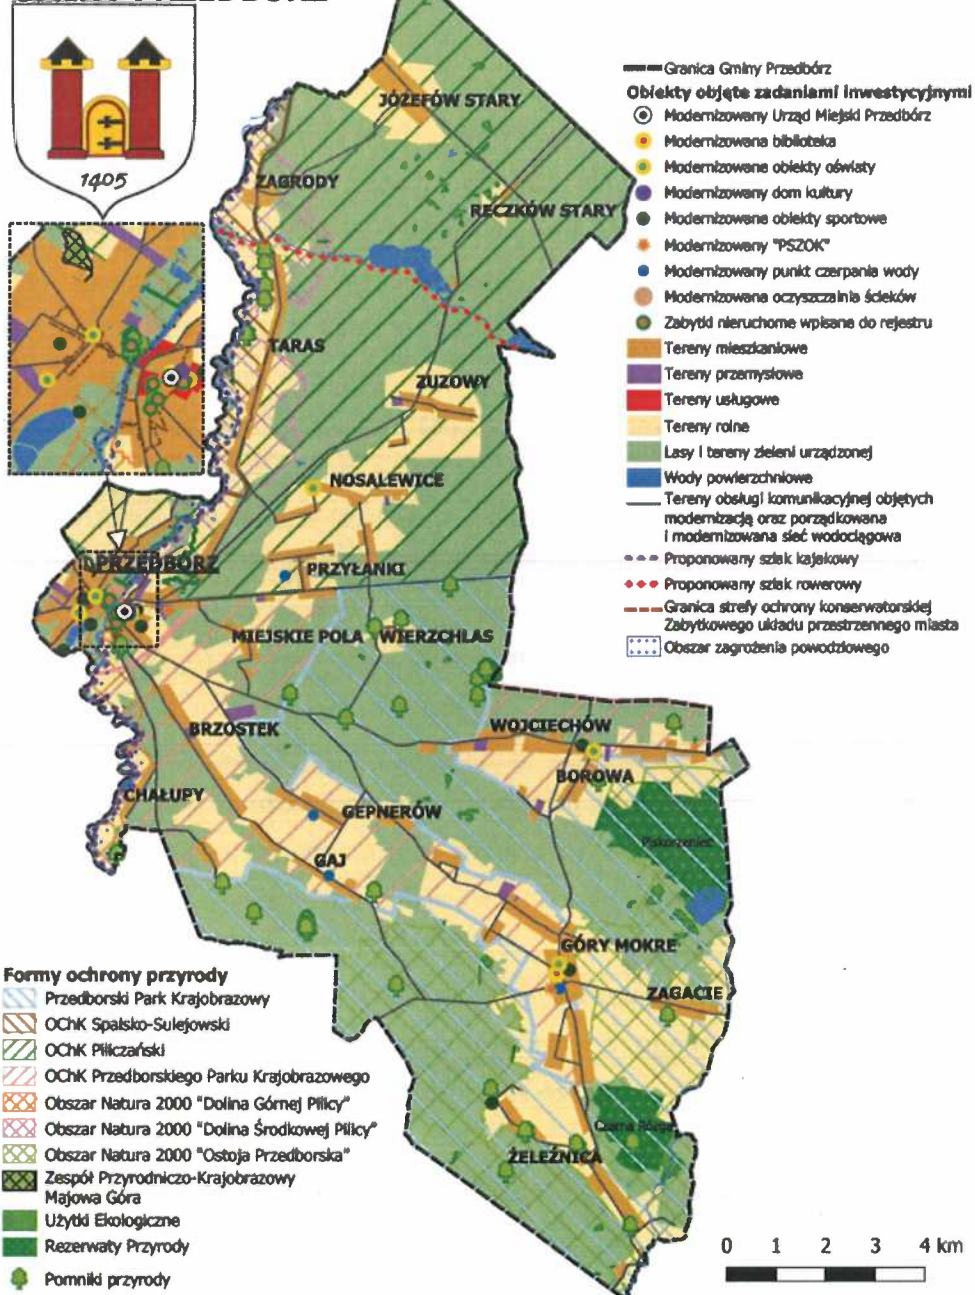 1405
JÓZEFÓW STARY
ZAGRODY
RĘCZKÓW STARY
TARAS
ZUZOWY
NOSALEWICE
PRZEDBÓRZ
PRZYŁANKI
MIEJSKIE POLA
WIERZCHLAS
BRZOSTEK
WOJCIECHÓW
BOROWA
CHAŁUPY
GEPNERÓW
Piskorzeniec
GAJ
GÓRY MOKRE
ZAGACIE
Czarna Rózga
ŻELEŹNICA
Granica Gminy Przedbórz
Obiekty objęte zadaniami inwestycyjnymi
Modernizowany Urząd Miejski Przedbórz
Modernizowana biblioteka
Modernizowane obiekty oświaty
Modernizowany dom kultury
Modernizowane obiekty sportowe
Modernizowany "PSZOK"
Modernizowany punkt czerpania wody
Modernizowana oczyszczalnia ścieków
Zabytki nieruchome wpisane do rejestru
Tereny mieszkaniowe
Tereny przemysłowe
Tereny usługowe
Tereny rolne
Lasy i tereny zieleni urządzonej
Wody powierzchniowe
Tereny obsługi komunikacyjnej objętych
modernizacją oraz porządkowana
i modernizowana sieć wodociągowa
Proponowany szlak kajakowy
Proponowany szlak rowerowy
Granica strefy ochrony konserwatorskiej
Zabytkowego układu przestrzennego miasta
Obszar zagrożenia powodziowego
Formy ochrony przyrody
Przedborski Park Krajobrazowy
OChK Spalsko-Sulejowski
OChK Piliczański
OChK Przedborskiego Parku Krajobrazowego
Obszar Natura 2000 "Dolina Górnej Pilicy"
Obszar Natura 2000 "Dolina Środkowej Pilicy"
Obszar Natura 2000 "Ostoja Przedborska"
Zespół Przyrodniczo-Krajobrazowy
Majowa Góra
Użytki Ekologiczne
Rezerwaty Przyrody
Pomniki przyrody
0 1 2 3 4 km